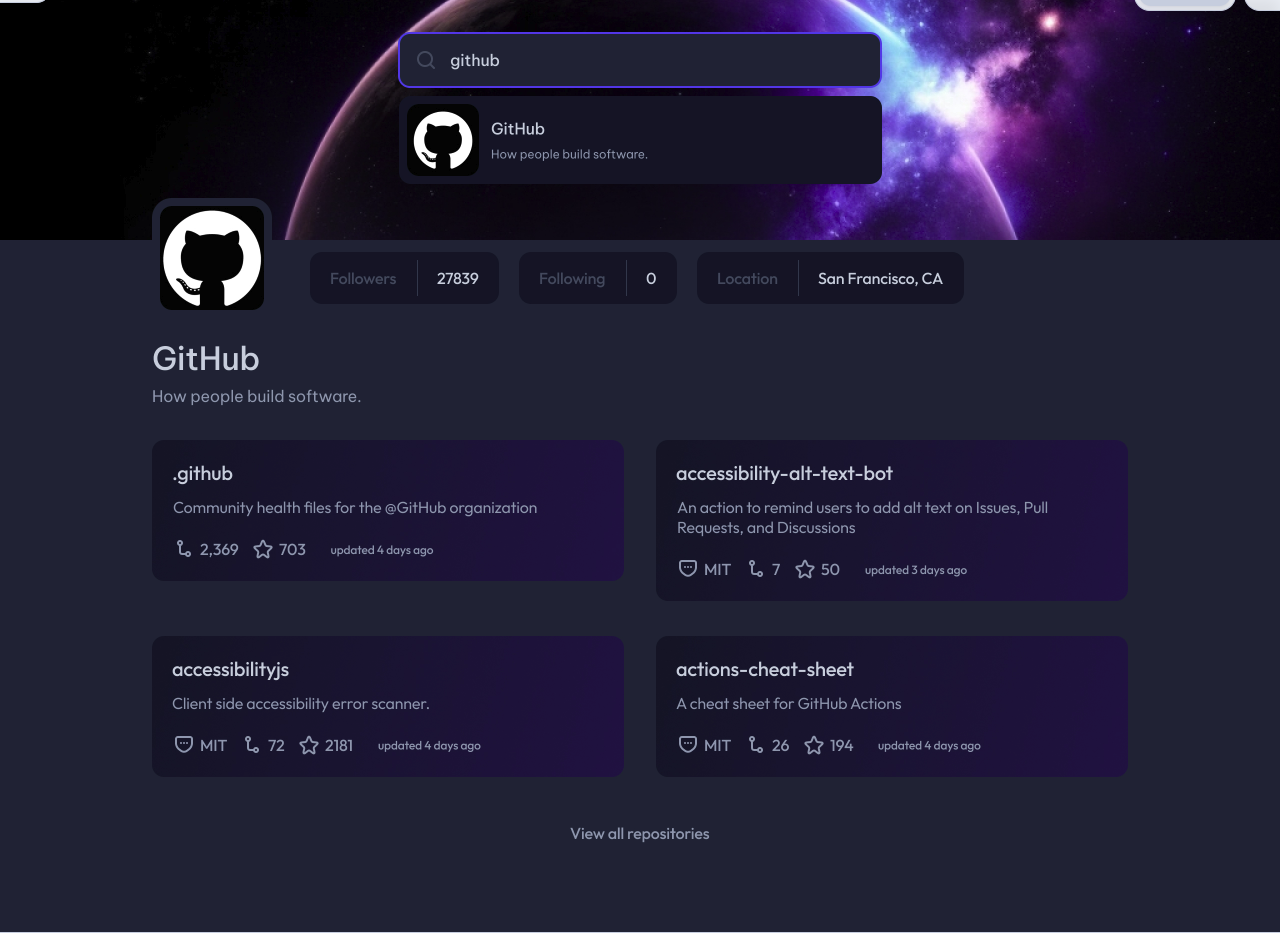 github
GitHub
How people build software.
Followers 27839 Following 0 Location San Francisco, CA
GitHub
How people build software.
.github
Community health files for the @GitHub organization
2,369 703 updated 4 days ago
accessibility-alt-text-bot
An action to remind users to add alt text on Issues, Pull
Requests, and Discussions
MIT 7 50 updated 3 days ago
accessibilityjs
Client side accessibility error scanner.
MIT 72 2181 updated 4 days ago
actions-cheat-sheet
A cheat sheet for GitHub Actions
MIT 26 194 updated 4 days ago
View all repositories